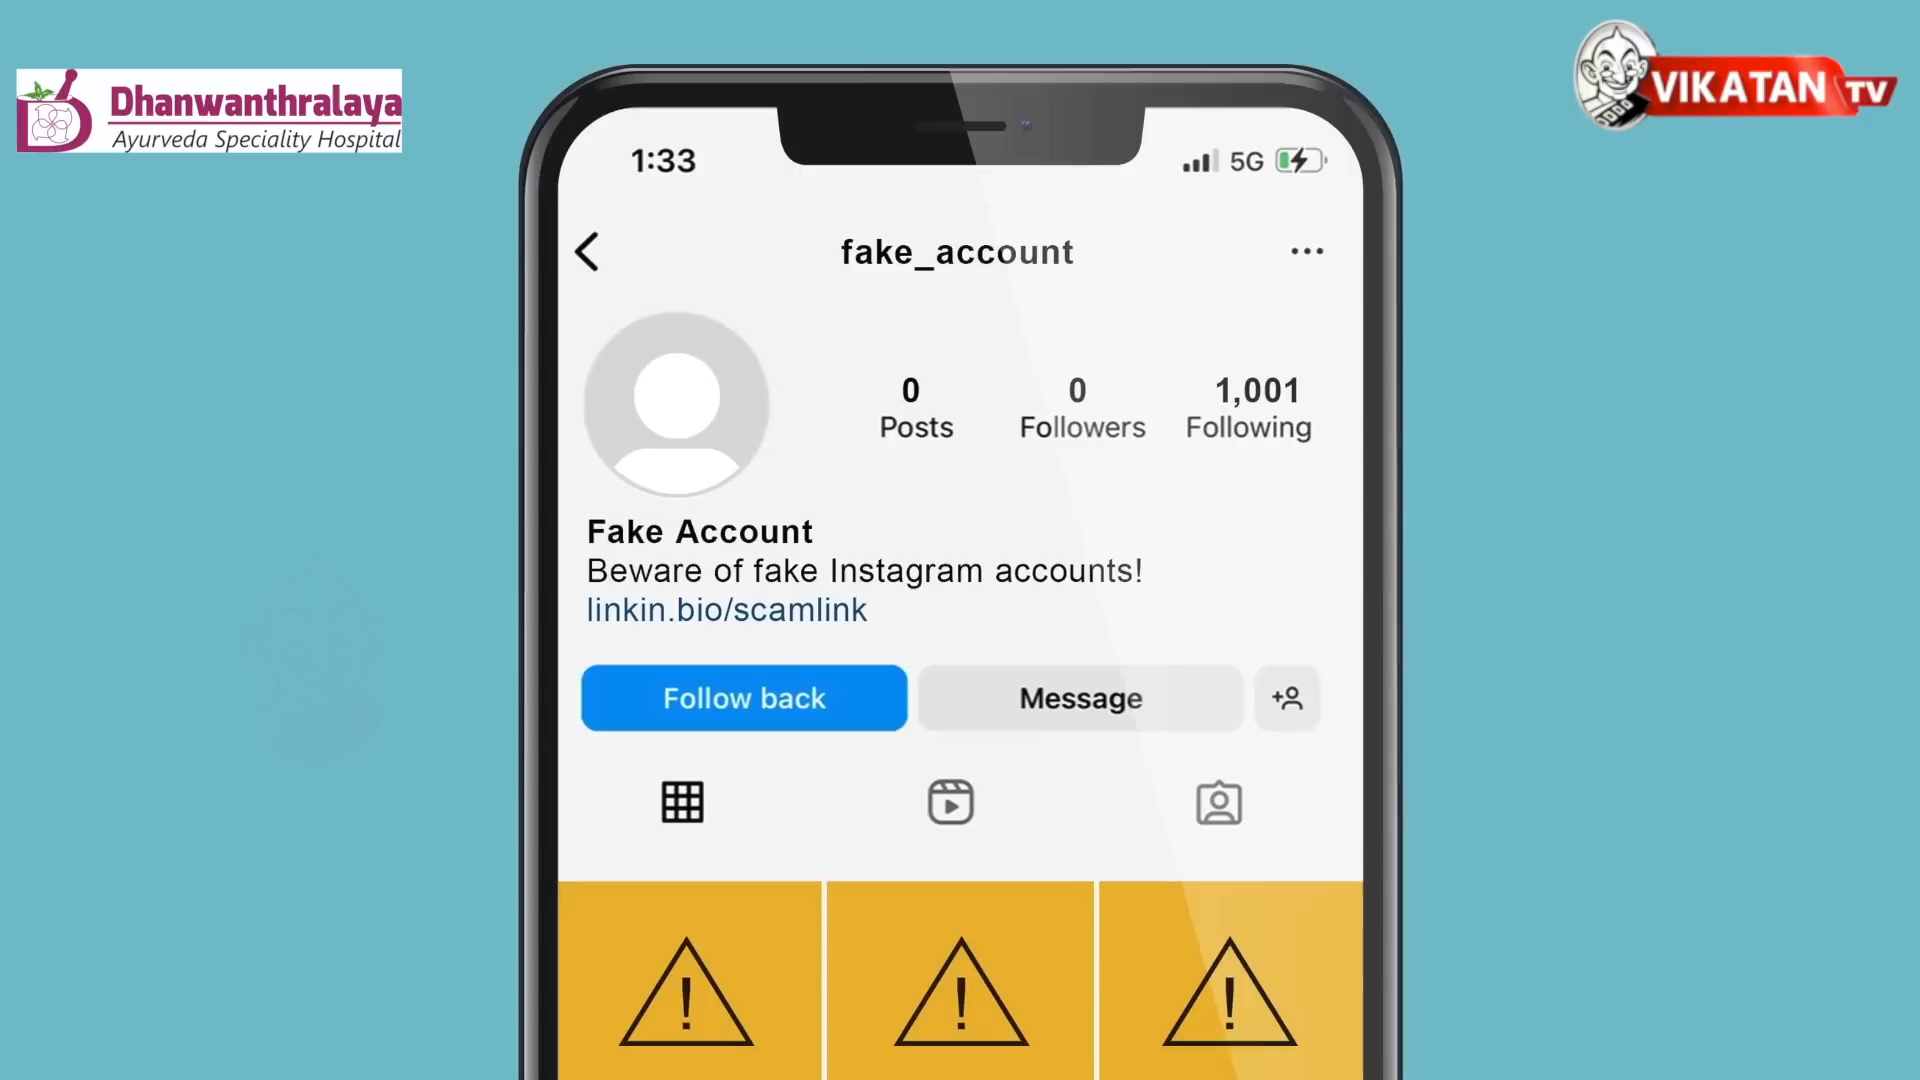 Dhanwanthralaya
Ayurveda Speciality Hospital
VIKATAN TV
1:33
5G
fake_account
0
Posts
0
Followers
1,001
Following
Fake Account
Beware of fake Instagram accounts!
linkin.bio/scamlink
Follow back
Message
!
!
!